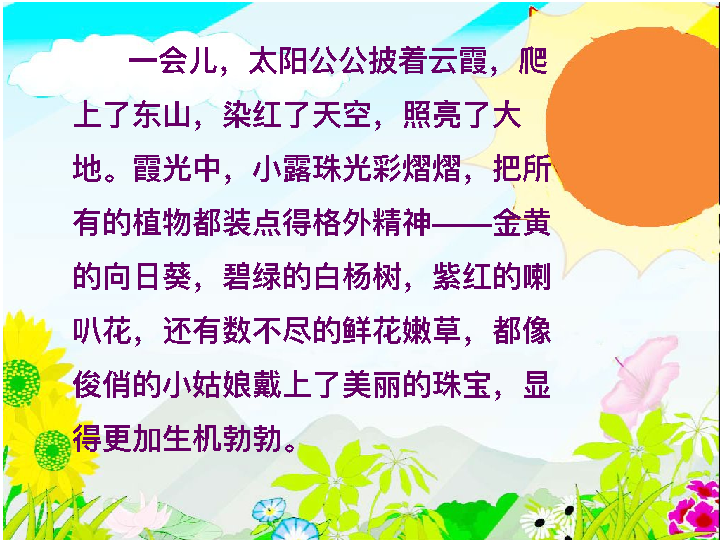 一会儿，太阳公公披着云霞，爬
上了东山，染红了天空，照亮了大
地。霞光中，小露珠光彩熠熠，把所
有的植物都装点得格外精神——金黄
的向日葵，碧绿的白杨树，紫红的喇
叭花，还有数不尽的鲜花嫩草，都像
俊俏的小姑娘戴上了美丽的珠宝，显
得更加生机勃勃。